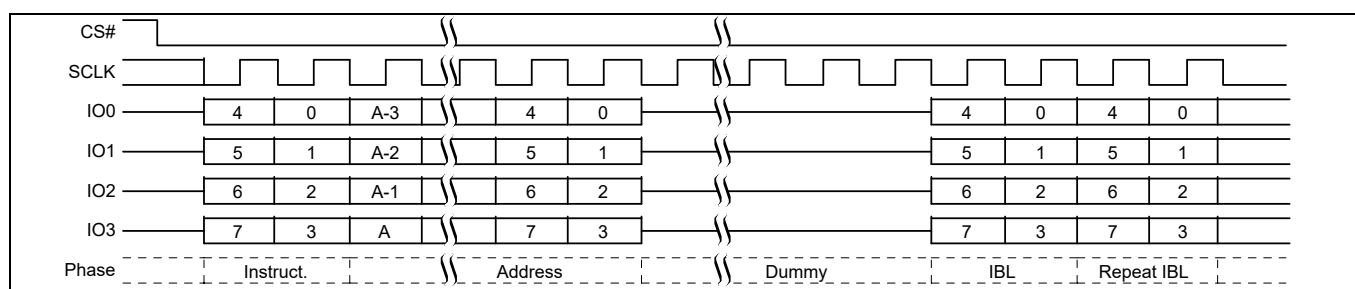 CS#
SCLK
IO0 4 0 A-3 4 0 4 0 4 0
IO1 5 1 A-2 5 1 5 1 5 1
IO2 6 2 A-1 6 2 6 2 6 2
IO3 7 3 A 7 3 7 3 7 3
Phase Instruct. Address Dummy IBL Repeat IBL